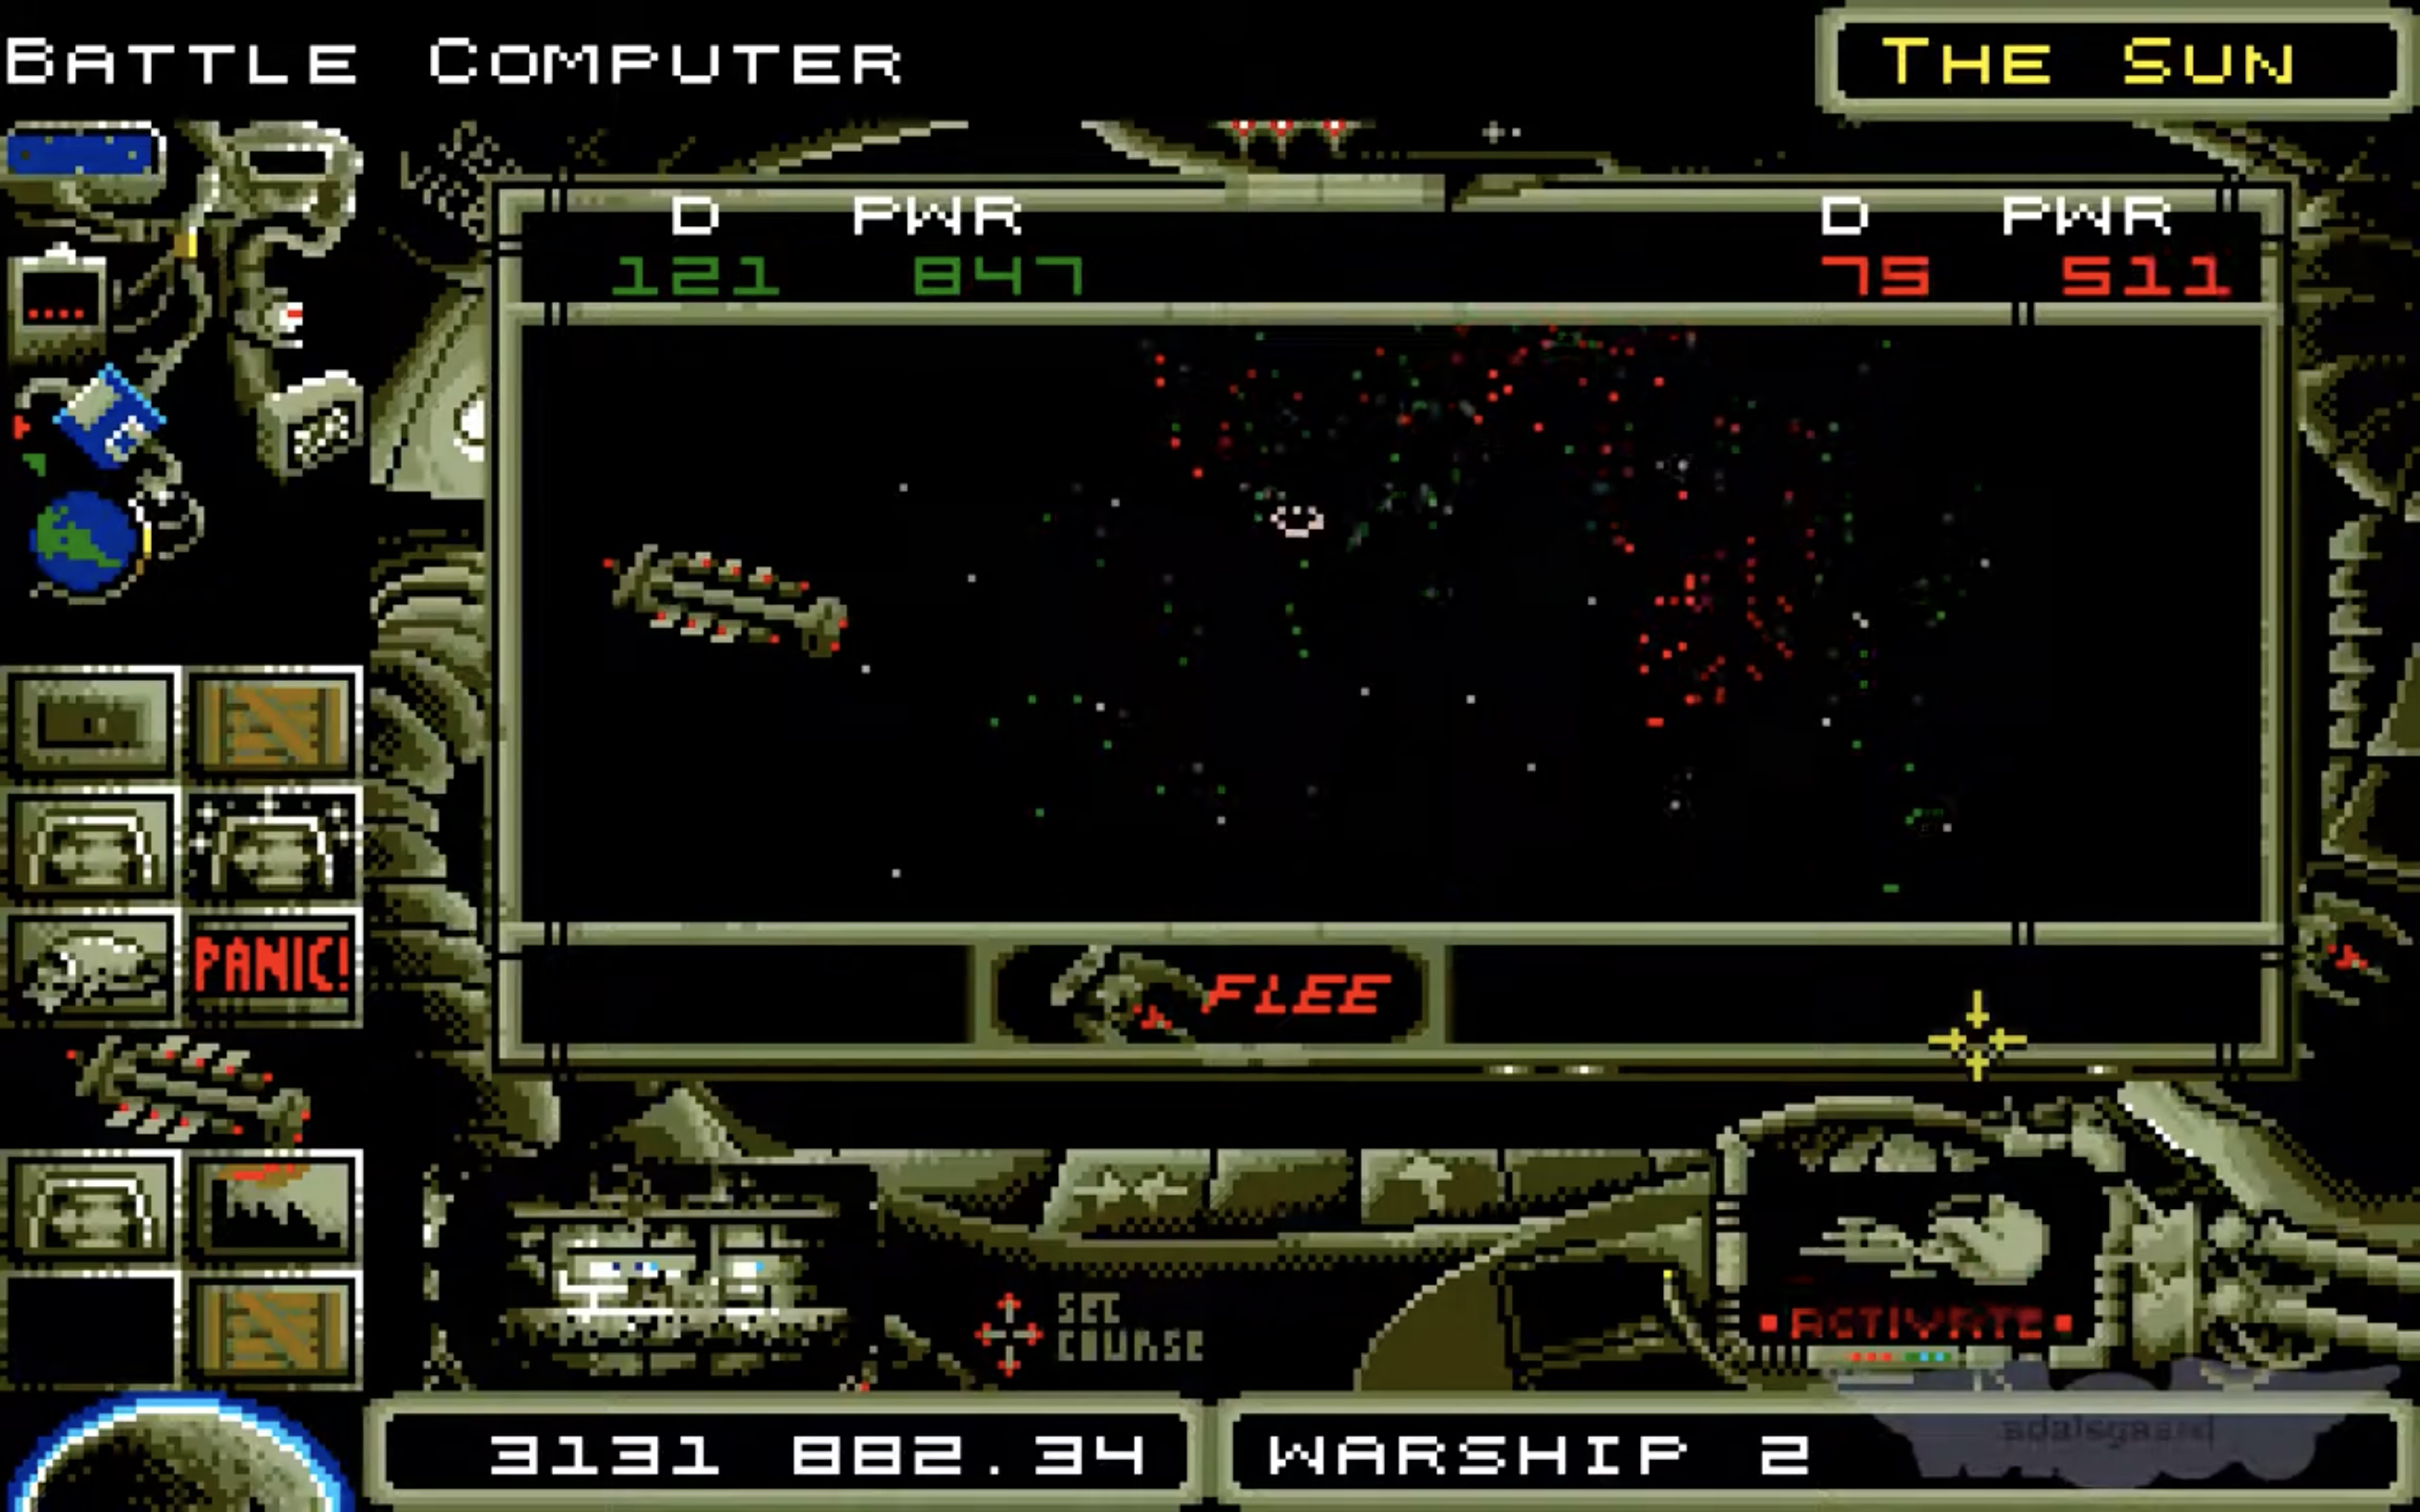 BATTLE COMPUTER
THE SUN
D PWR
D PWR
121 847
75 511
PANIC!
FLEE
SET
COURSE
ACTIVATE
adalsgaard
3131 882.34
WARSHIP 2